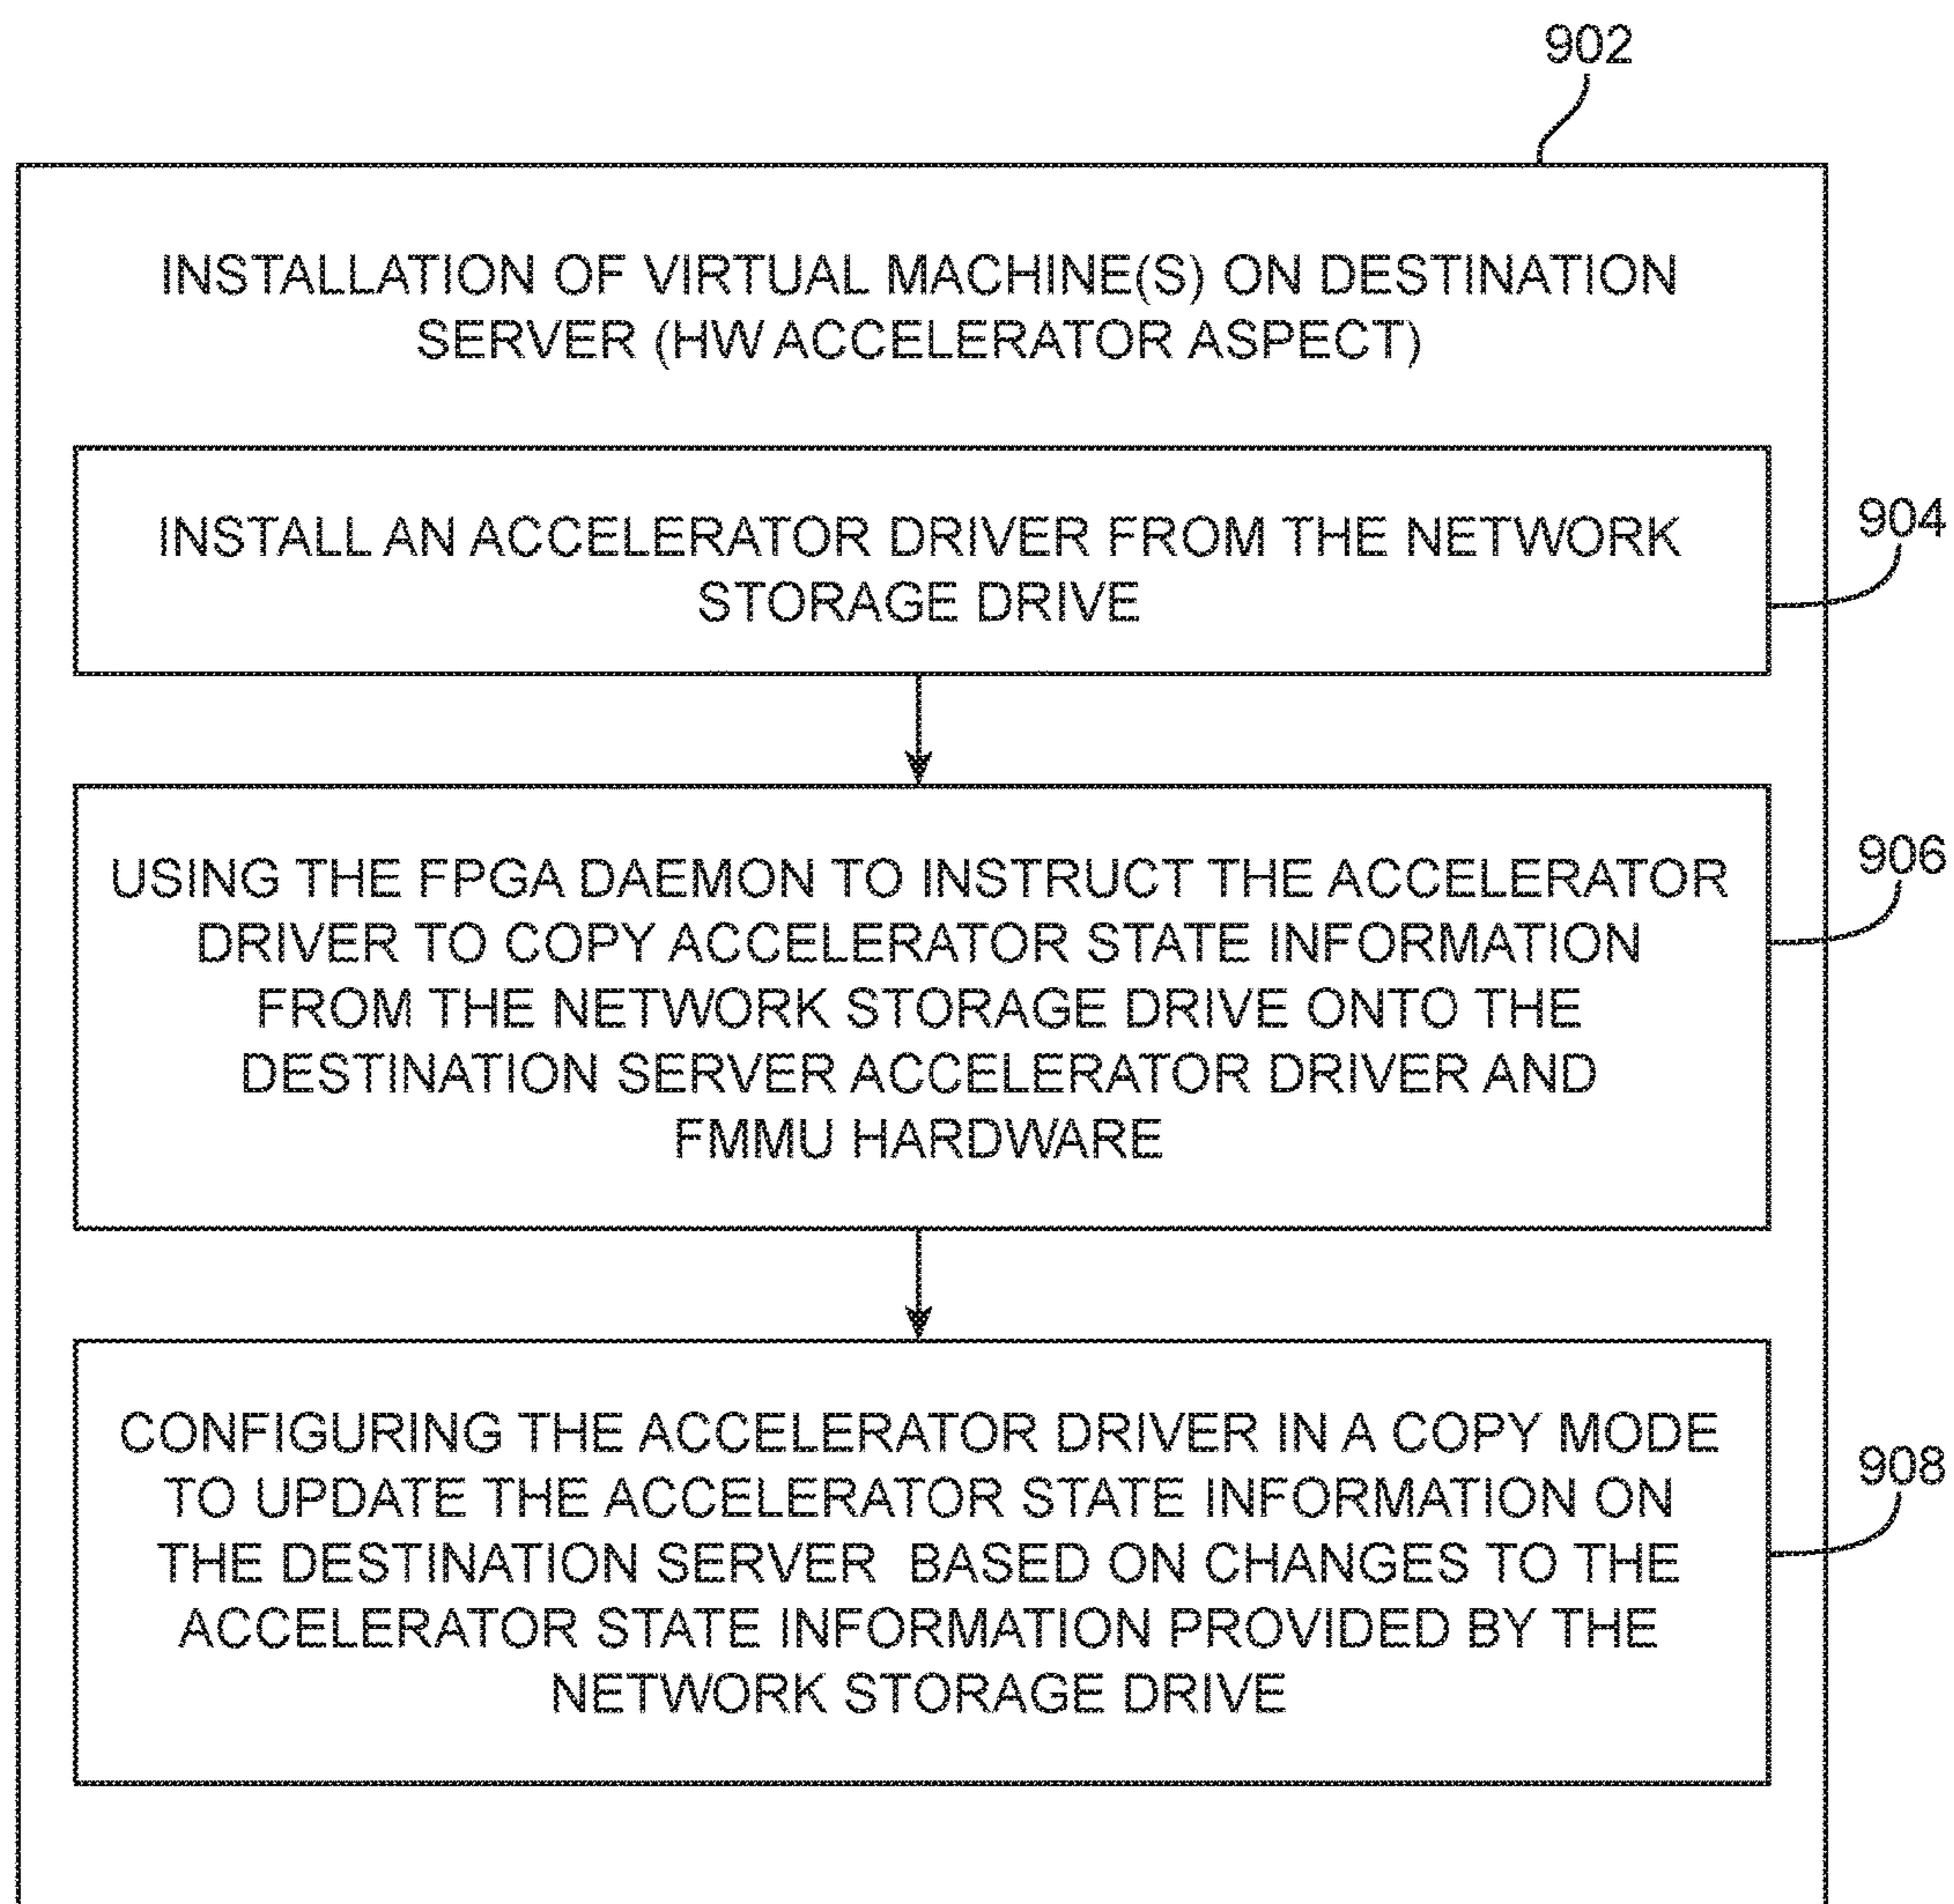 902
INSTALLATION OF VIRTUAL MACHINE(S) ON DESTINATION
SERVER (HW ACCELERATOR ASPECT)
INSTALL AN ACCELERATOR DRIVER FROM THE NETWORK
STORAGE DRIVE
904
USING THE FPGA DAEMON TO INSTRUCT THE ACCELERATOR
DRIVER TO COPY ACCELERATOR STATE INFORMATION
FROM THE NETWORK STORAGE DRIVE ONTO THE
DESTINATION SERVER ACCELERATOR DRIVER AND
FMMU HARDWARE
906
CONFIGURING THE ACCELERATOR DRIVER IN A COPY MODE
TO UPDATE THE ACCELERATOR STATE INFORMATION ON
THE DESTINATION SERVER BASED ON CHANGES TO THE
ACCELERATOR STATE INFORMATION PROVIDED BY THE
NETWORK STORAGE DRIVE
908